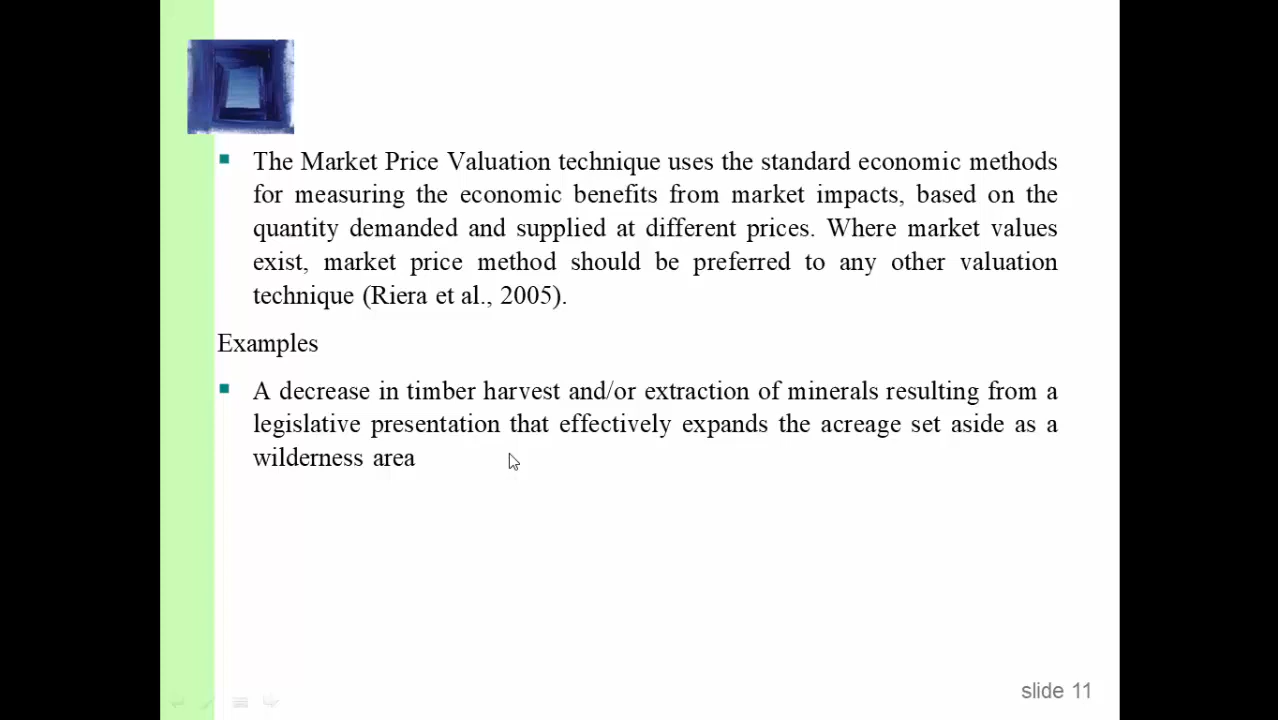 The Market Price Valuation technique uses the standard economic methods
for measuring the economic benefits from market impacts, based on the
quantity demanded and supplied at different prices. Where market values
exist, market price method should be preferred to any other valuation
technique (Riera et al., 2005).
Examples
A decrease in timber harvest and/or extraction of minerals resulting from a
legislative presentation that effectively expands the acreage set aside as a
wilderness area
slide 11